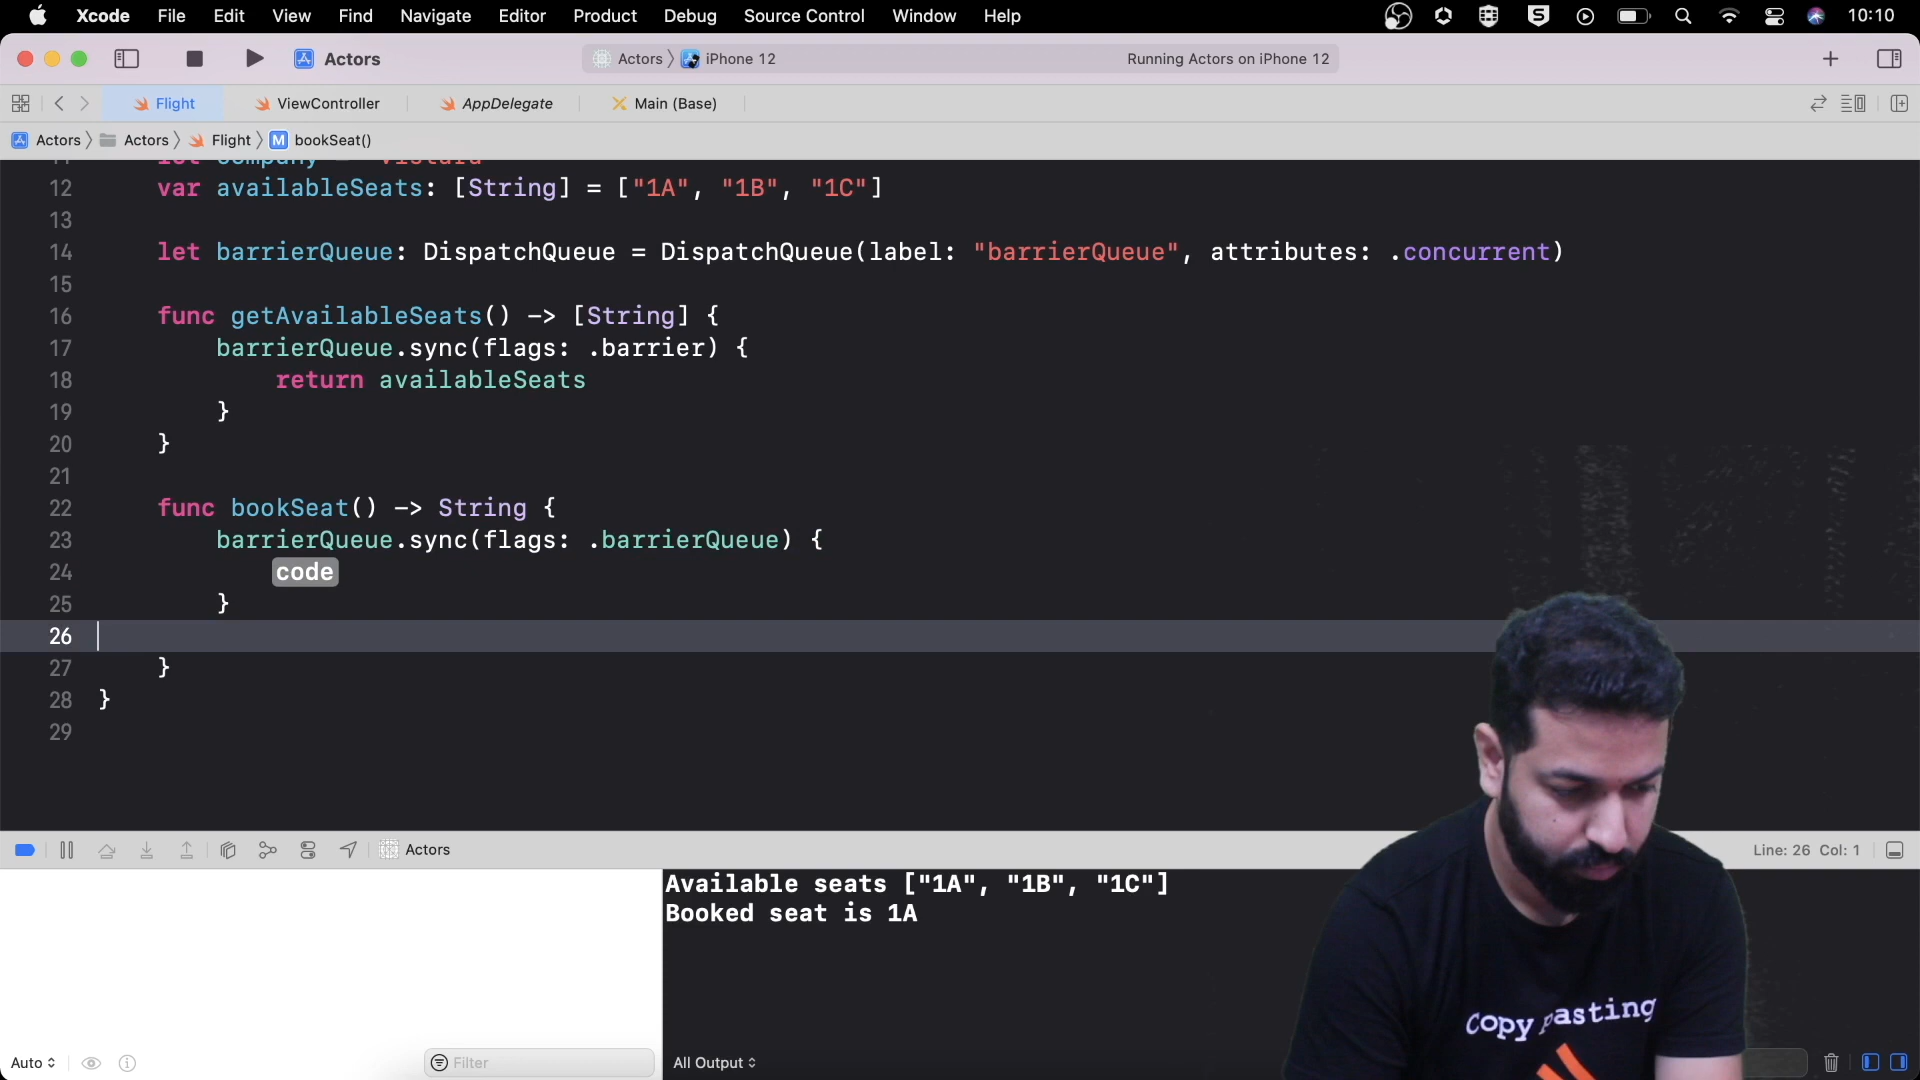 Xcode File Edit View Find Navigate Editor Product Debug Source Control Window Help 10:10
Actors Actors iPhone 12 Running Actors on iPhone 12
Flight ViewController AppDelegate Main (Base)
Actors Actors Flight M bookSeat()
12 var availableSeats: [String] = ["1A", "1B", "1C"]
13
14 let barrierQueue: DispatchQueue = DispatchQueue(label: "barrierQueue", attributes: .concurrent)
15
16 func getAvailableSeats() -> [String] {
17 barrierQueue.sync(flags: .barrier) {
18 return availableSeats
19 }
20 }
21
22 func bookSeat() -> String {
23 barrierQueue.sync(flags: .barrierQueue) {
24 code
25 }
26
27 }
28 }
29
Actors Line: 26 Col: 1
Available seats ["1A", "1B", "1C"]
Booked seat is 1A
Copy pasting
Auto Filter All Output